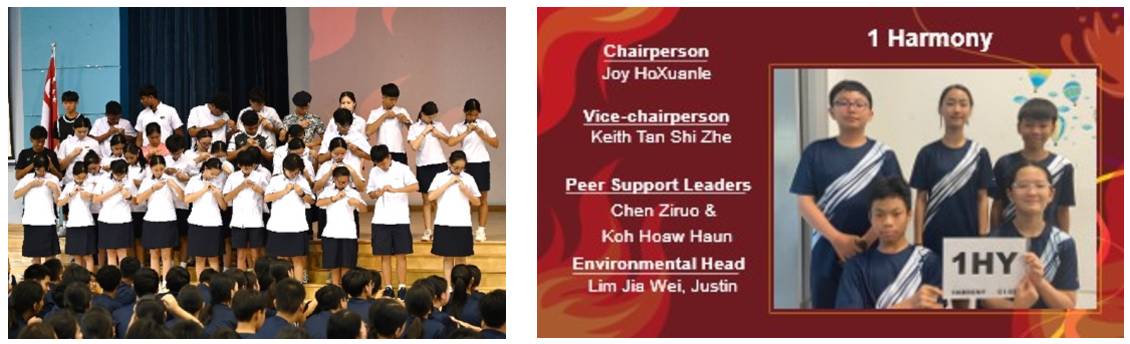 1 Harmony
Chairperson
Joy HoXuanle
Vice-chairperson
Keith Tan Shi Zhe
Peer Support Leaders
Chen Ziruo &
Koh Hoaw Haun
Environmental Head
Lim Jia Wei, Justin
1HY